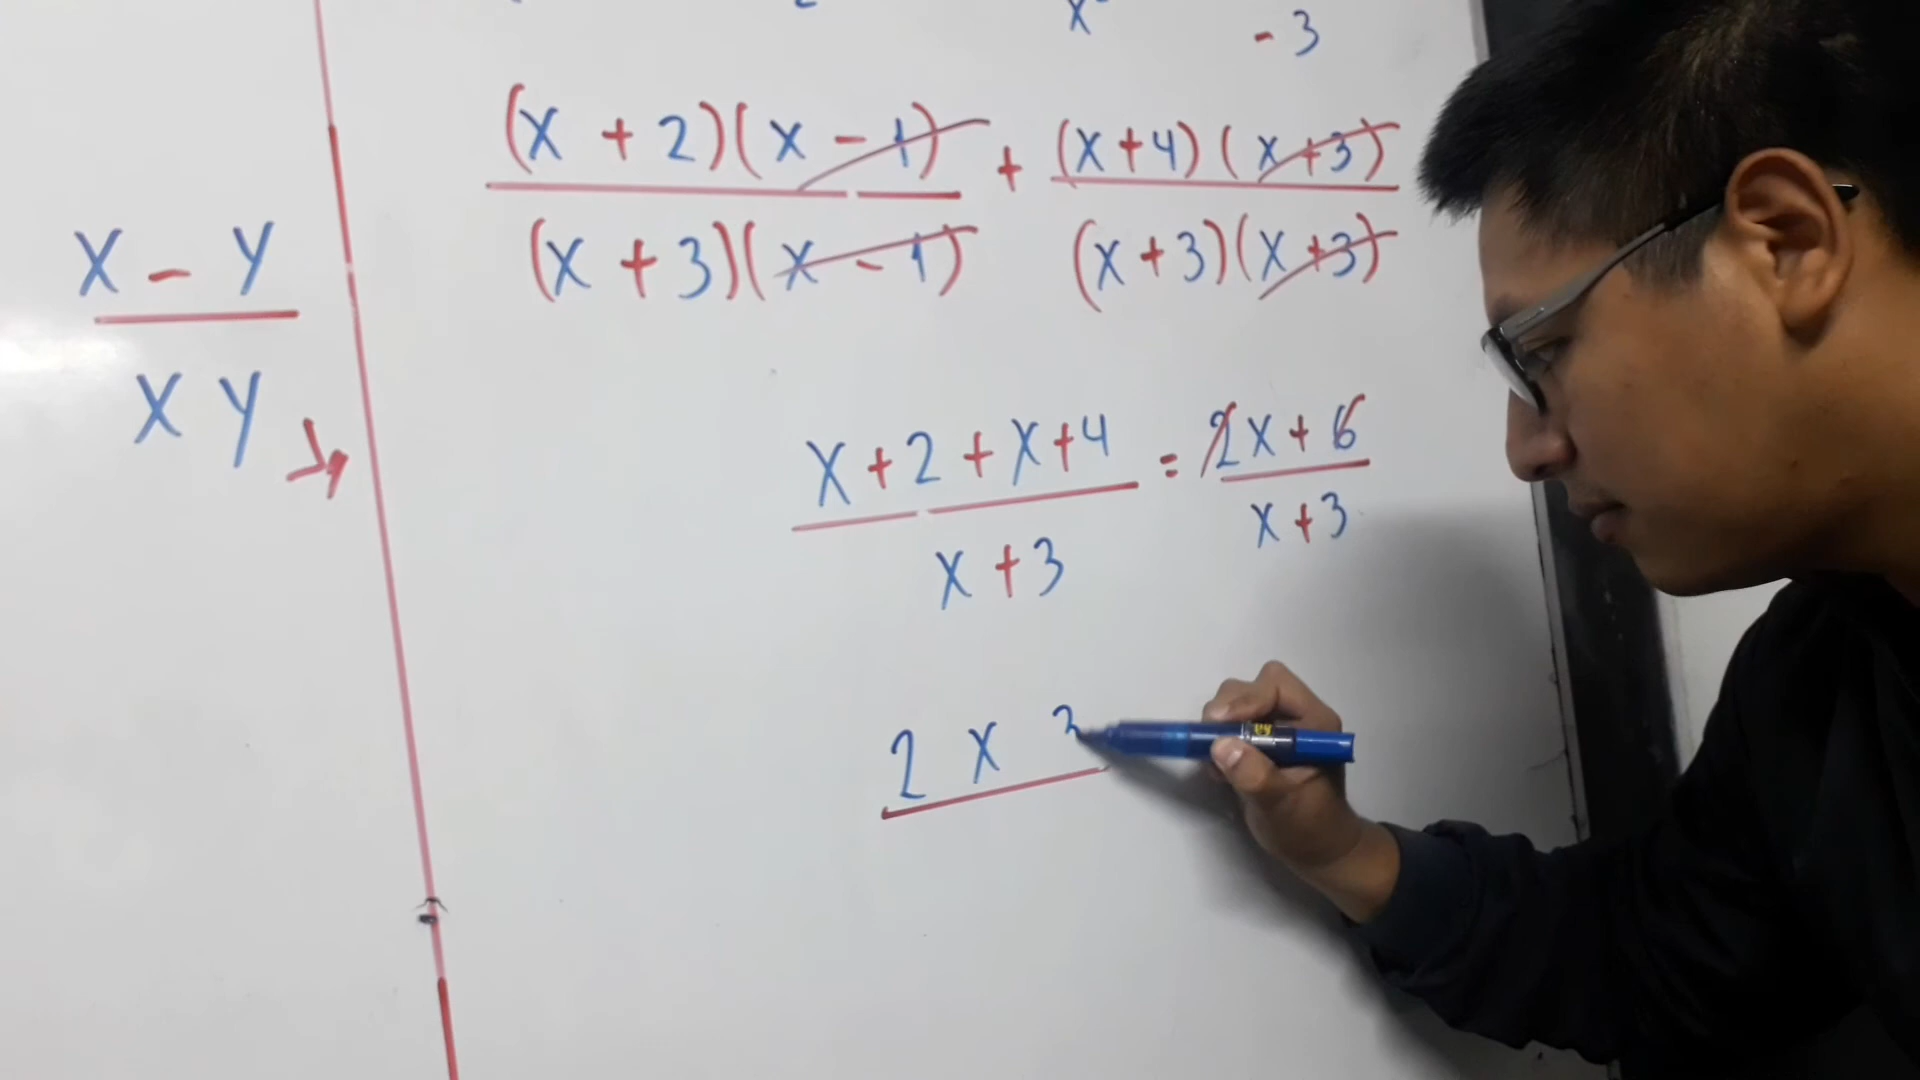 x - 3
(x + 2)(x - 1) + (x+4)(x+3)
(x + 3)(x - 1) (x+3)(x+3)
x - y
x y
x+2+x+4 = 2x+6
x+3 x+3
2 x 3